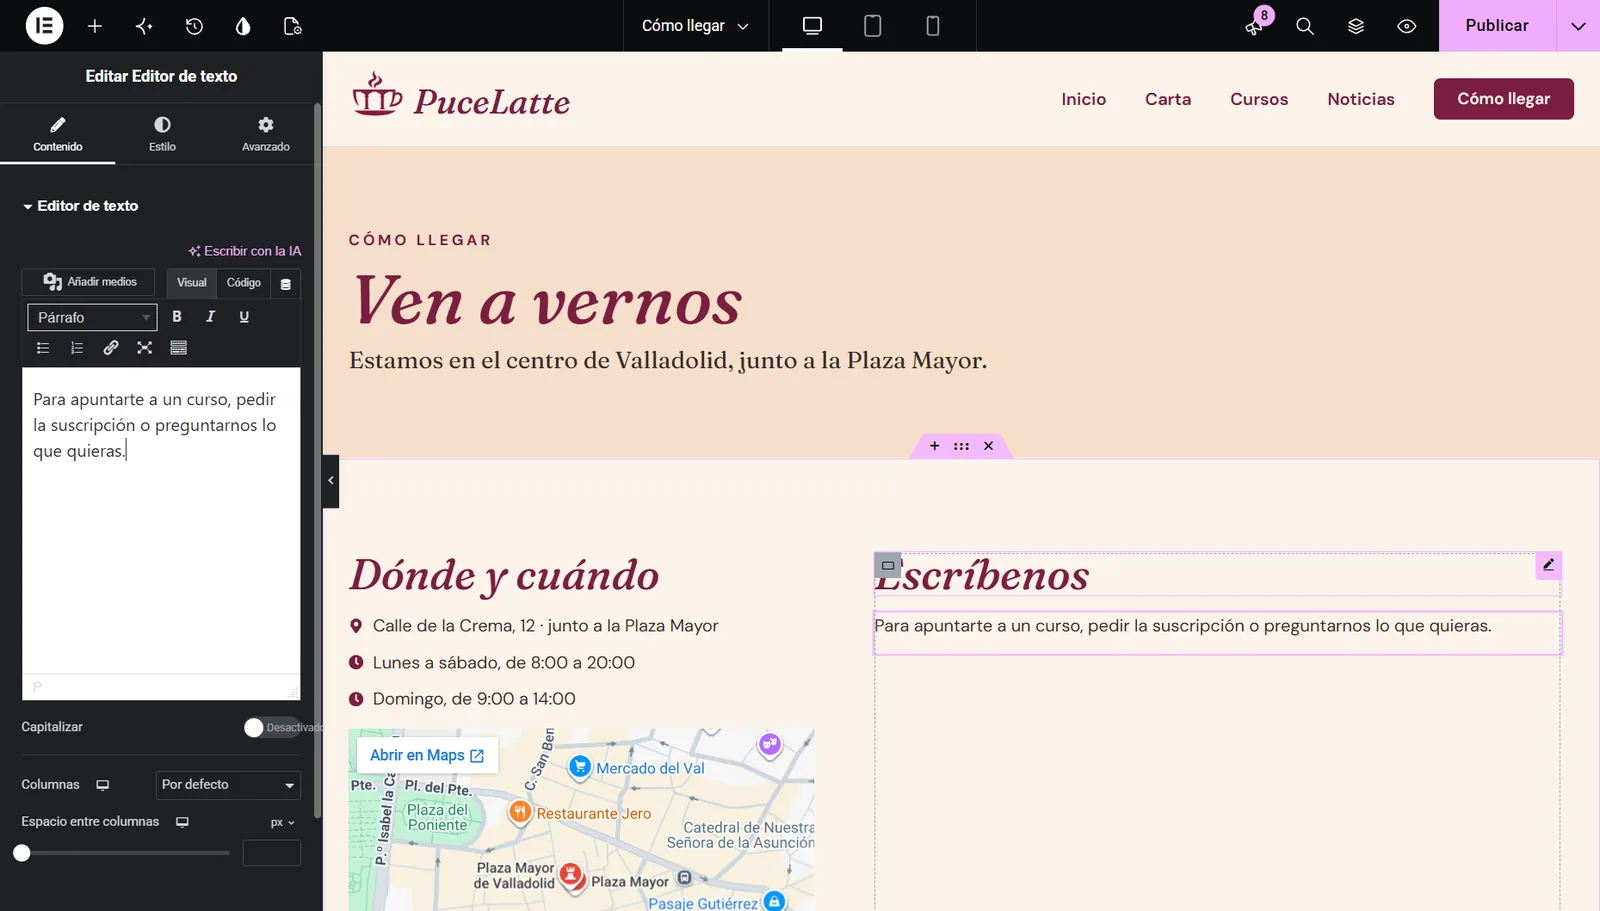 Cómo llegar
8
Publicar
Editar Editor de texto
Contenido
Estilo
Avanzado
Editor de texto
Escribir con la IA
Añadir medios
Visual
Código
Párrafo
B I U
Para apuntarte a un curso, pedir
la suscripción o preguntarnos lo
que quieras.
P
Capitalizar
Desactivado
Columnas
Por defecto
Espacio entre columnas
px
PuceLatte
Inicio
Carta
Cursos
Noticias
Cómo llegar
CÓMO LLEGAR
Ven a vernos
Estamos en el centro de Valladolid, junto a la Plaza Mayor.
Dónde y cuándo
Calle de la Crema, 12 · junto a la Plaza Mayor
Lunes a sábado, de 8:00 a 20:00
Domingo, de 9:00 a 14:00
Abrir en Maps
C. San Ben
Mercado del Val
Pte.
Pl. del Pte.
P.º Isabel la Ca
Plaza del
Poniente
Restaurante Jero
Catedral de Nuestra
Señora de la Asunción
Plaza Mayor
de Valladolid
Plaza Mayor
Pasaje Gutiérrez
Escríbenos
Para apuntarte a un curso, pedir la suscripción o preguntarnos lo que quieras.